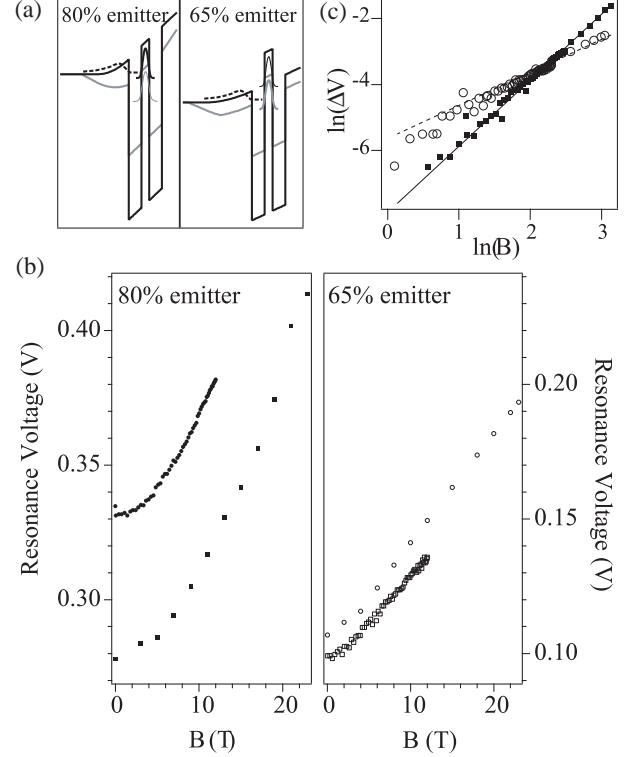 (a)
80% emitter
65% emitter
(c)
-2
-4
-6
ln(ΔV)
0
1
2
3
ln(B)
(b)
80% emitter
65% emitter
0.40
0.35
0.30
Resonance Voltage (V)
0.20
0.15
0.10
Resonance Voltage (V)
0
10
20
0
10
20
B (T)
B (T)